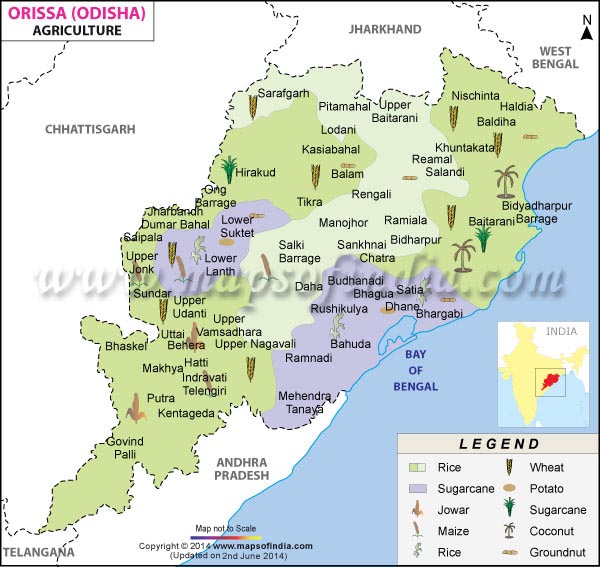 ORISSA (ODISHA)
AGRICULTURE
JHARKHAND
N
WEST
BENGAL
CHHATTISGARH
Sarafgarh
Pitamahal
Upper
Baitarani
Nischinta
Haldia
Baldiha
Lodani
Kasiabahal
Khuntakata
Hirakud
Balam
Reamal
Salandi
Ong
Barrage
Tikra
Rengali
Bidyadharpur
Barrage
Jharbandh
Dumar Bahal
Saipala
Lower
Suktet
Manojhor
Ramiala
Baitarani
Bidharpur
Upper
Jonk
Lower
Lanth
Salki
Barrage
Sankhnai
Chatra
www.mapsofindia.com
Sundar
Upper
Udanti
Daha
Budhanadi
Bhagua
Satia
Dhane
Rushikulya
Bhargabi
Uttai
Behera
Upper
Vamsadhara
Bhaskel
Upper Nagavali
Bahuda
Ramnadi
BAY
OF
BENGAL
INDIA
Makhya
Hatti
Indravati
Telengiri
Putra
Kentageda
Mehendra
Tanaya
Govind
Palli
ANDHRA
PRADESH
TELANGANA
LEGEND
Rice
Wheat
Sugarcane
Potato
Jowar
Sugarcane
Maize
Coconut
Rice
Groundnut
Map not to Scale
Copyright © 2014 www.mapsofindia.com
(Updated on 2nd June 2014)